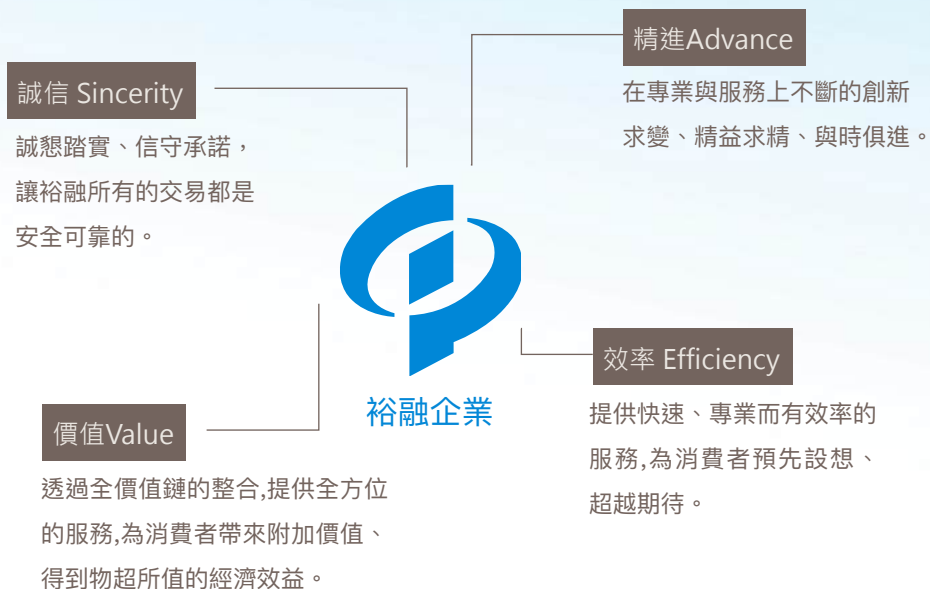 誠信 Sincerity
誠懇踏實、信守承諾，
讓裕融所有的交易都是
安全可靠的。
精進Advance
在專業與服務上不斷的創新
求變、精益求精、與時俱進。
裕融企業
價值Value
透過全價值鏈的整合,提供全方位
的服務,為消費者帶來附加價值、
得到物超所值的經濟效益。
效率 Efficiency
提供快速、專業而有效率的
服務,為消費者預先設想、
超越期待。